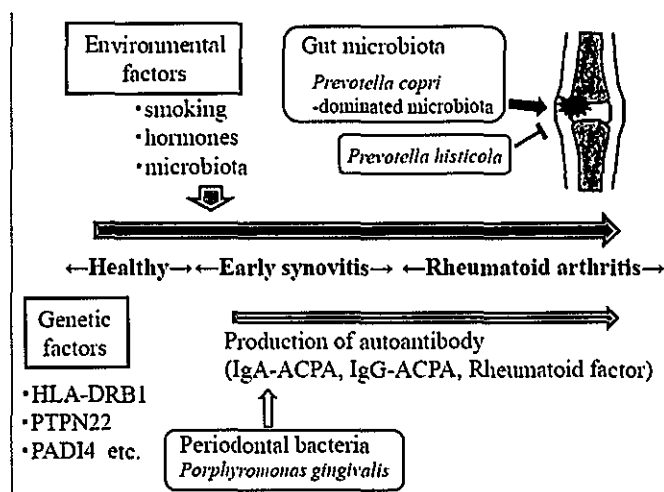 Environmental
factors
•smoking
•hormones
•microbiota
Gut microbiota
Prevotella copri
-dominated microbiota
Prevotella histicola
←Healthy→←Early synovitis→ ←Rheumatoid arthritis→
Genetic
factors
•HLA-DRB1
•PTPN22
•PADI4 etc.
Production of autoantibody
(IgA-ACPA, IgG-ACPA, Rheumatoid factor)
Periodontal bacteria
Porphyromonas gingivalis